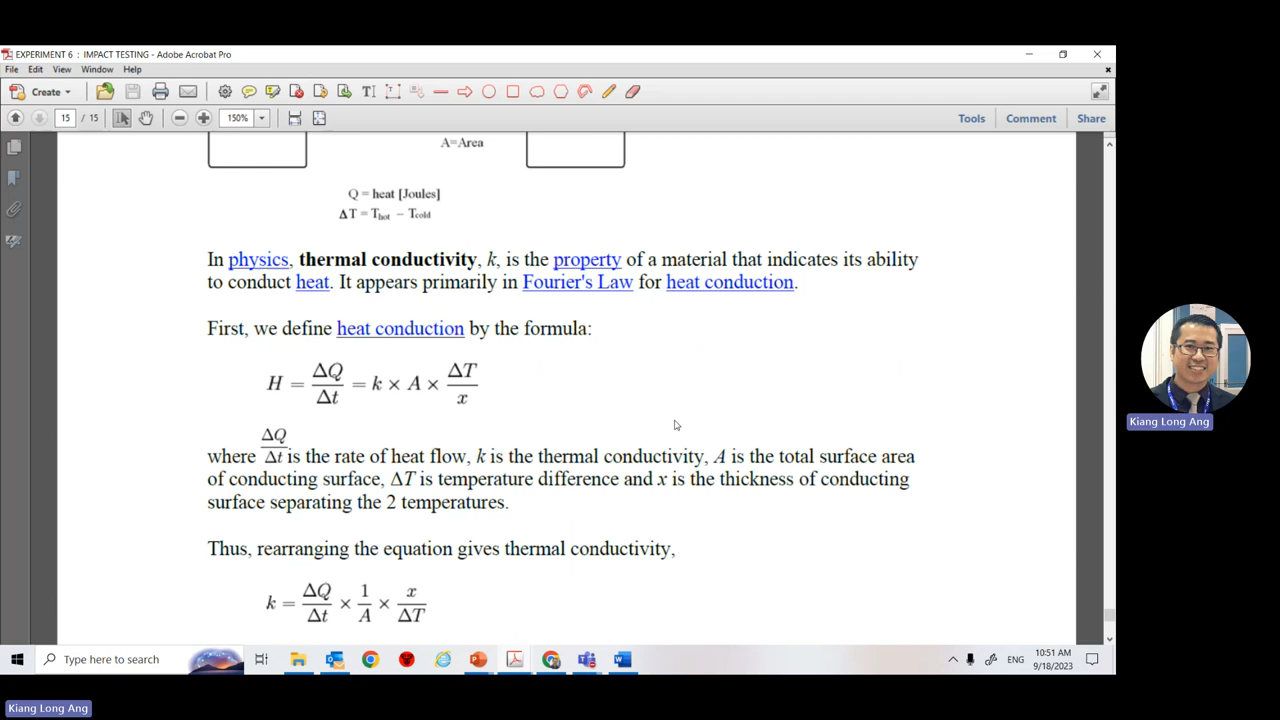 EXPERIMENT 6 : IMPACT TESTING - Adobe Acrobat Pro
File Edit View Window Help
Create
15 / 15 150% Tools Comment Share
A=Area
Q = heat [Joules]
ΔT = Thot − Tcold
In physics, thermal conductivity, k, is the property of a material that indicates its ability
to conduct heat. It appears primarily in Fourier's Law for heat conduction.
First, we define heat conduction by the formula:
H = ΔQ/Δt = k × A × ΔT/x
where ΔQ/Δt is the rate of heat flow, k is the thermal conductivity, A is the total surface area
of conducting surface, ΔT is temperature difference and x is the thickness of conducting
surface separating the 2 temperatures.
Thus, rearranging the equation gives thermal conductivity,
k = ΔQ/Δt × 1/A × x/ΔT
Kiang Long Ang
Type here to search
ENG
10:51 AM
9/18/2023
Kiang Long Ang